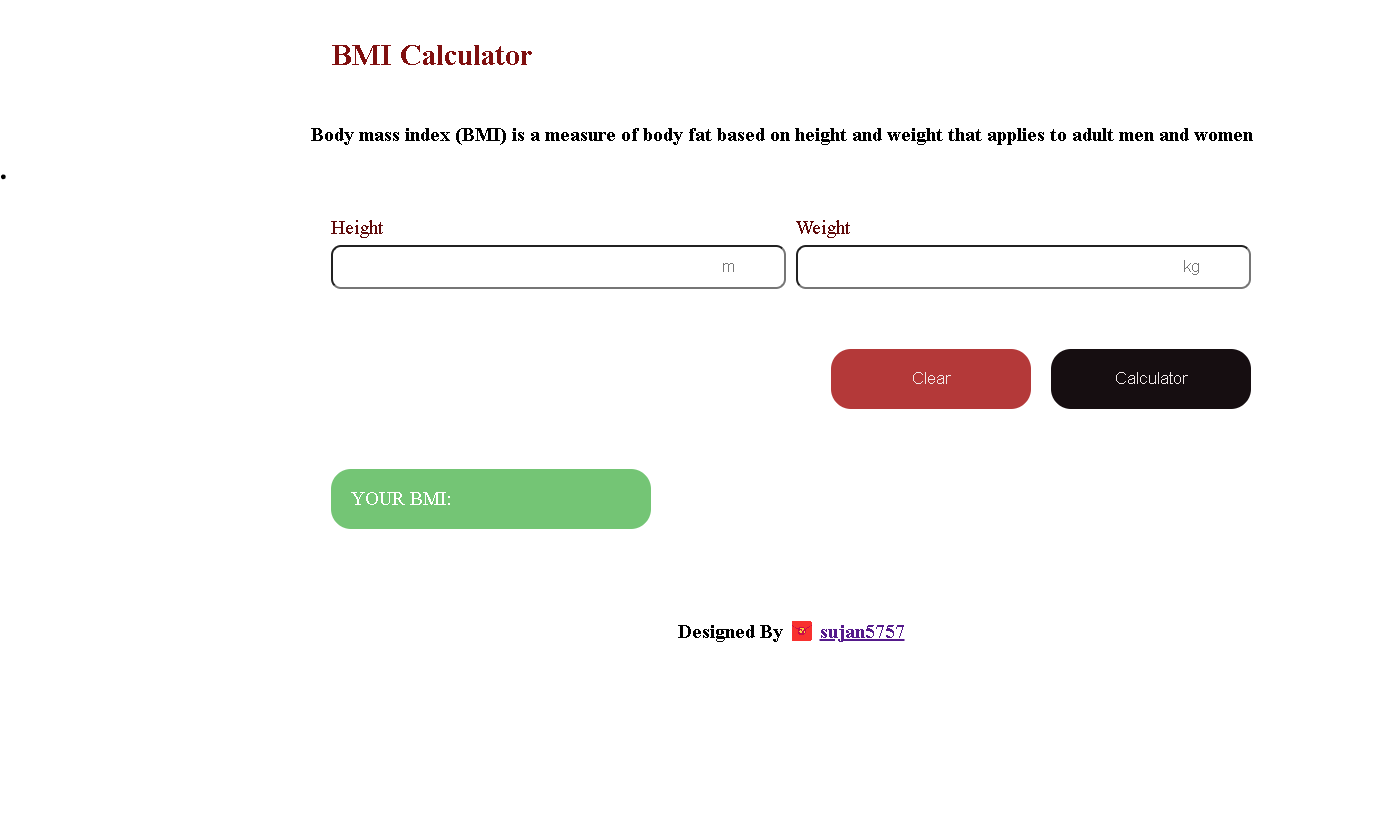 BMI Calculator
Body mass index (BMI) is a measure of body fat based on height and weight that applies to adult men and women
Height
Weight
m
kg
Clear
Calculator
YOUR BMI:
Designed By sujan5757